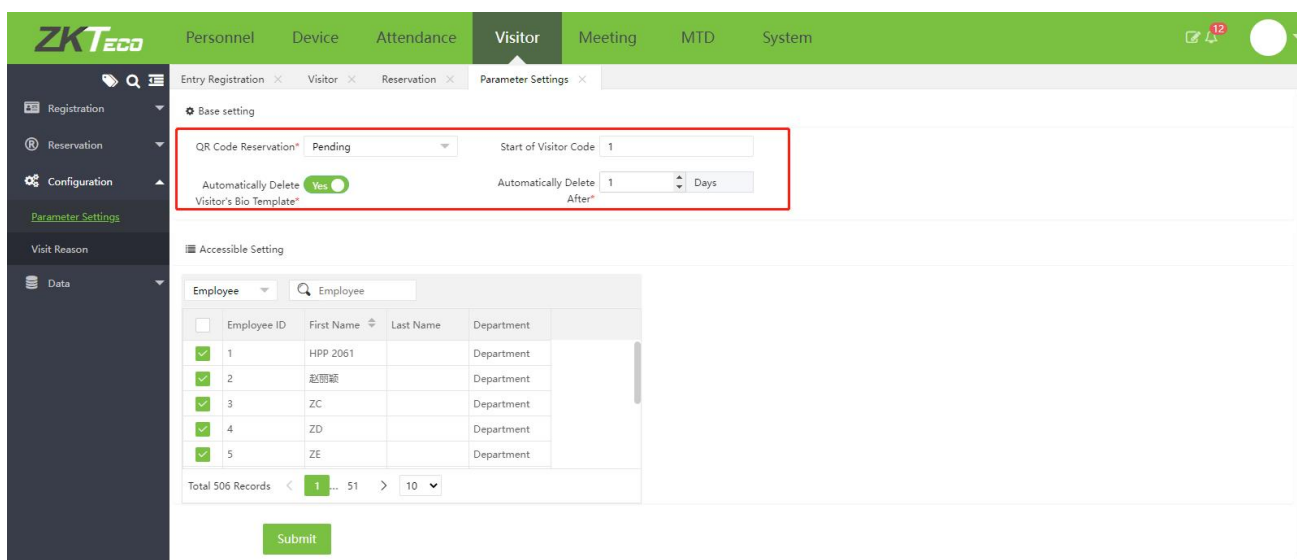 ZKTeco Personnel Device Attendance Visitor Meeting MTD System 12
Entry Registration Visitor Reservation Parameter Settings
Registration
Reservation
Configuration
Parameter Settings
Visit Reason
Data
Base setting
QR Code Reservation* Pending Start of Visitor Code 1
Automatically Delete Yes Automatically Delete 1 Days
Visitor's Bio Template* After*
Accessible Setting
Employee Employee
Employee ID First Name Last Name Department
1 HPP 2061 Department
2 赵丽颖 Department
3 ZC Department
4 ZD Department
5 ZE Department
Total 506 Records < 1 ... 51 > 10
Submit